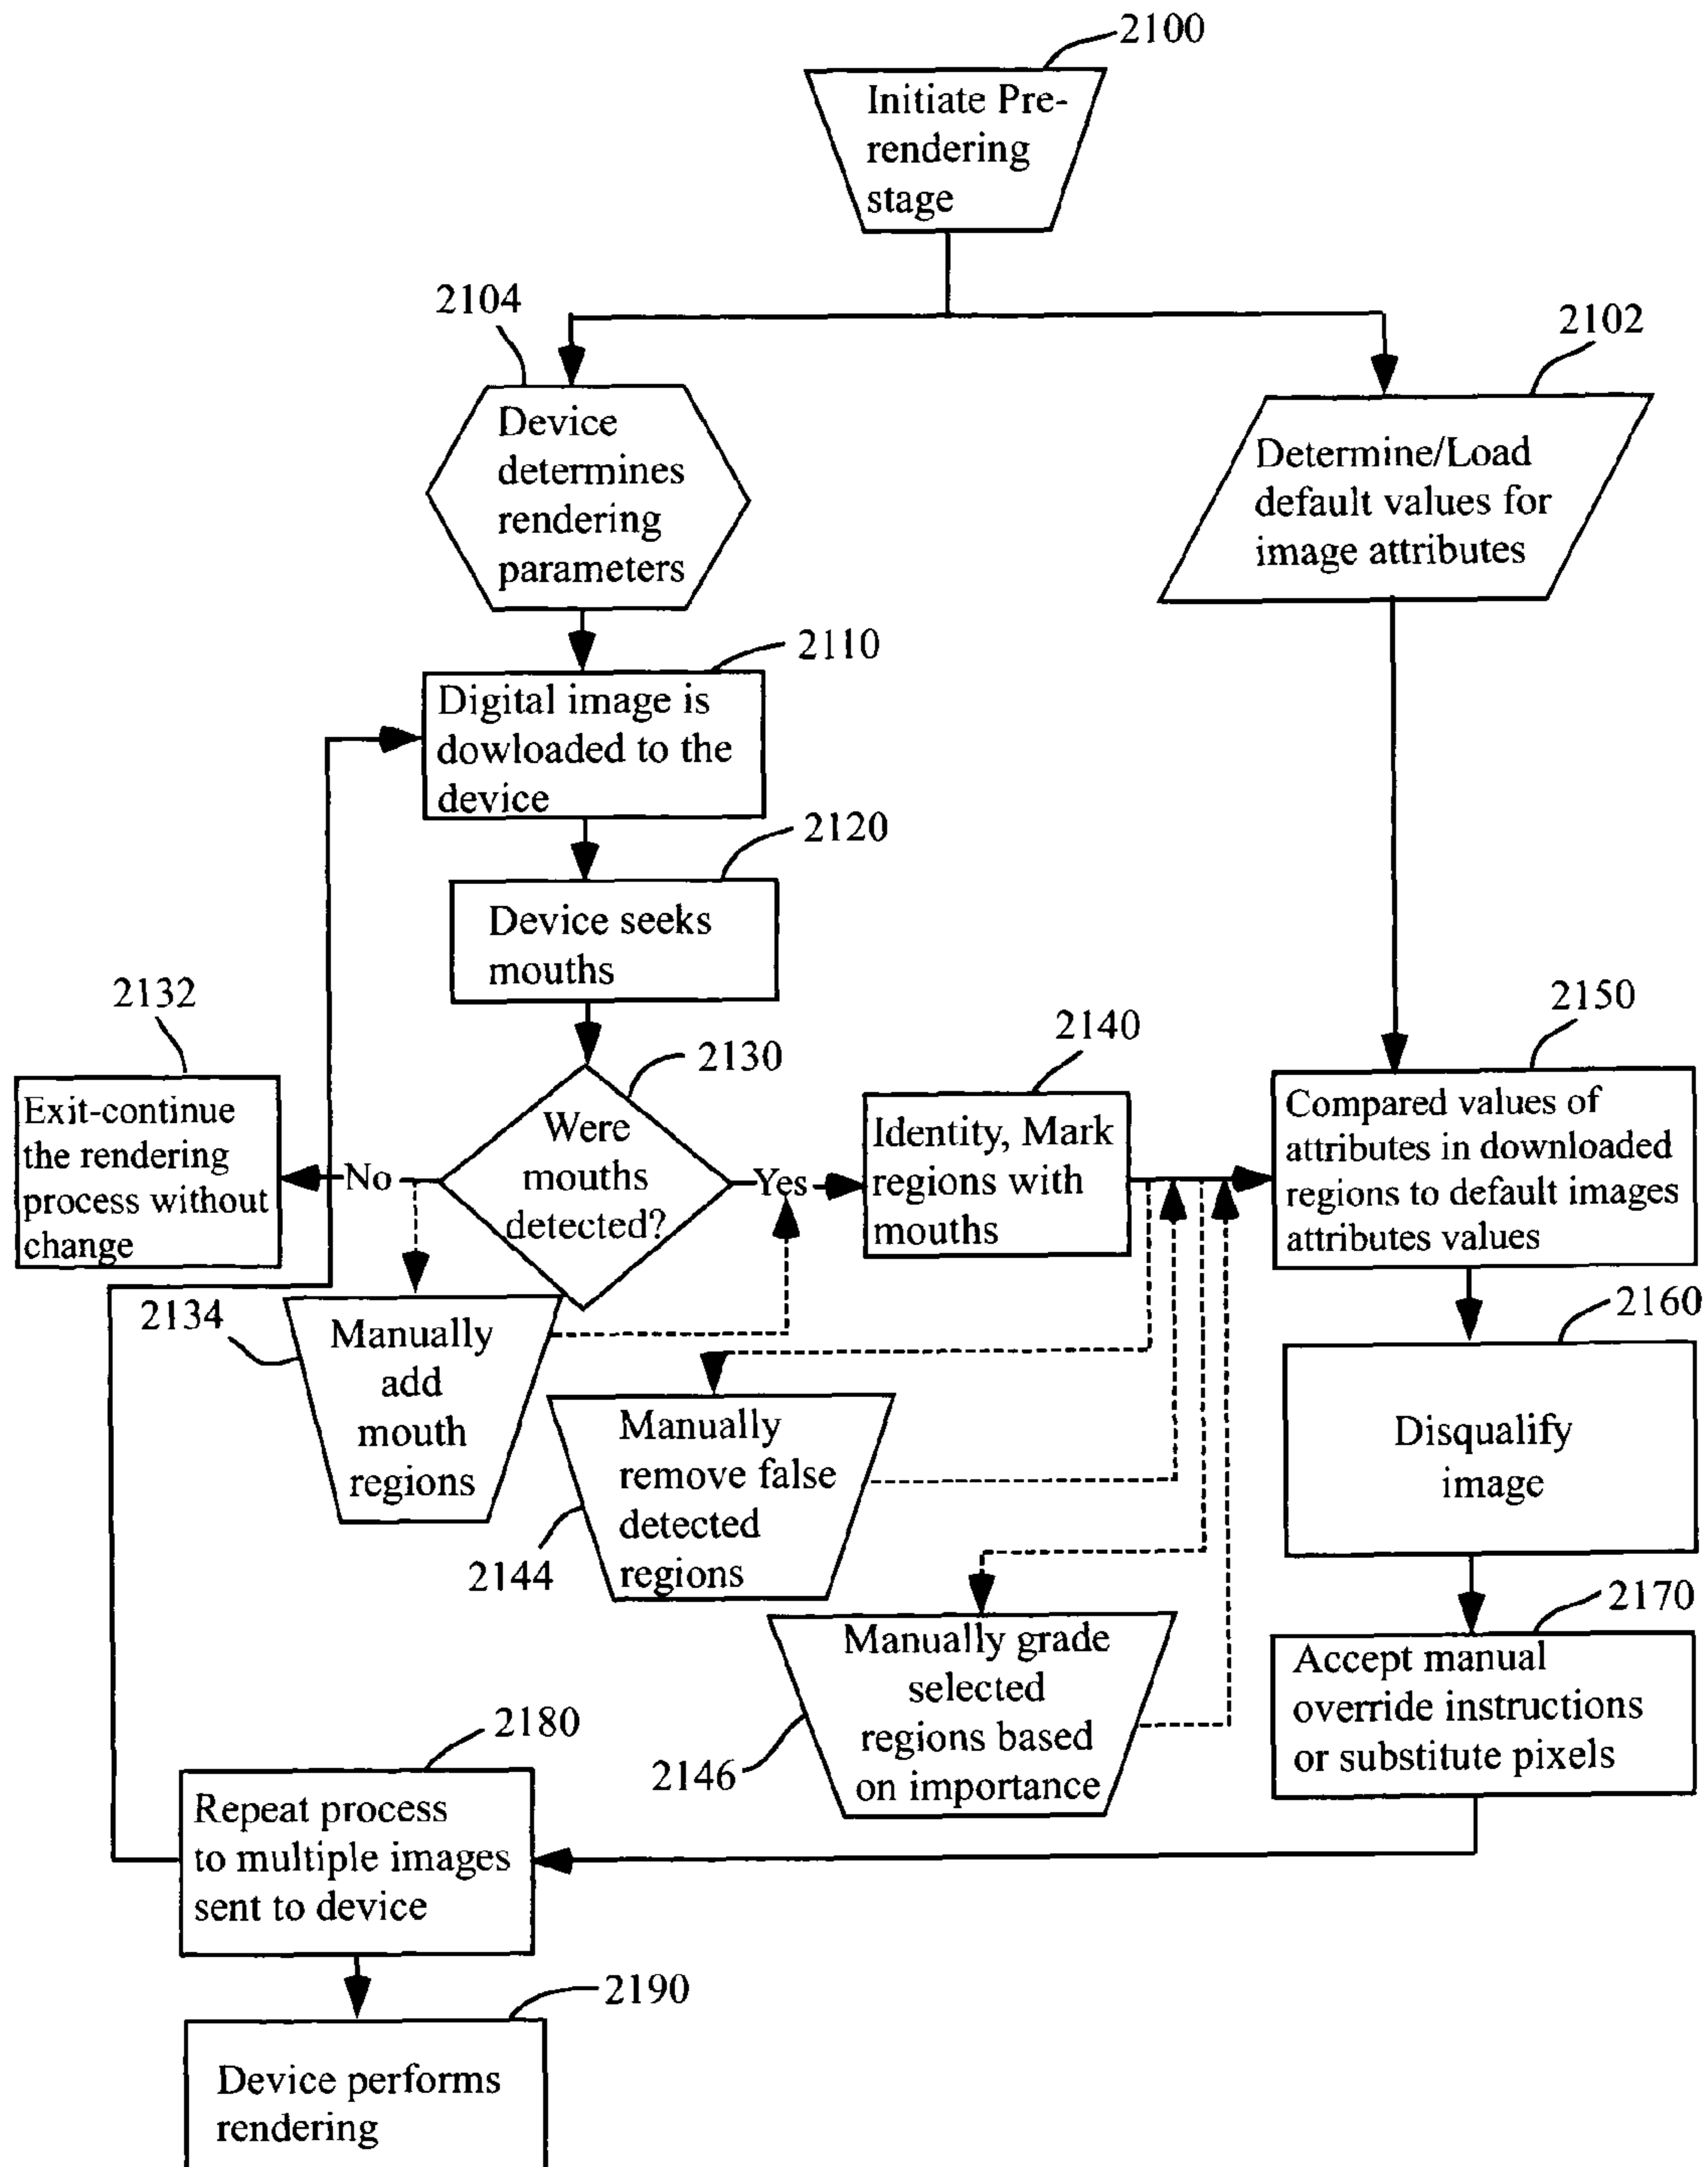 2100
Initiate Pre-
rendering
stage
2104
2102
Device
determines
rendering
parameters
Determine/Load
default values for
image attributes
2110
Digital image is
dowloaded to the
device
2120
Device seeks
mouths
2132
Exit-continue
the rendering
process without
change
2130
Were
mouths
detected?
No
Yes
2140
Identity, Mark
regions with
mouths
2150
Compared values of
attributes in downloaded
regions to default images
attributes values
2134
Manually
add
mouth
regions
2144
Manually
remove false
detected
regions
2160
Disqualify
image
2146
Manually grade
selected
regions based
on importance
2170
Accept manual
override instructions
or substitute pixels
2180
Repeat process
to multiple images
sent to device
2190
Device performs
rendering